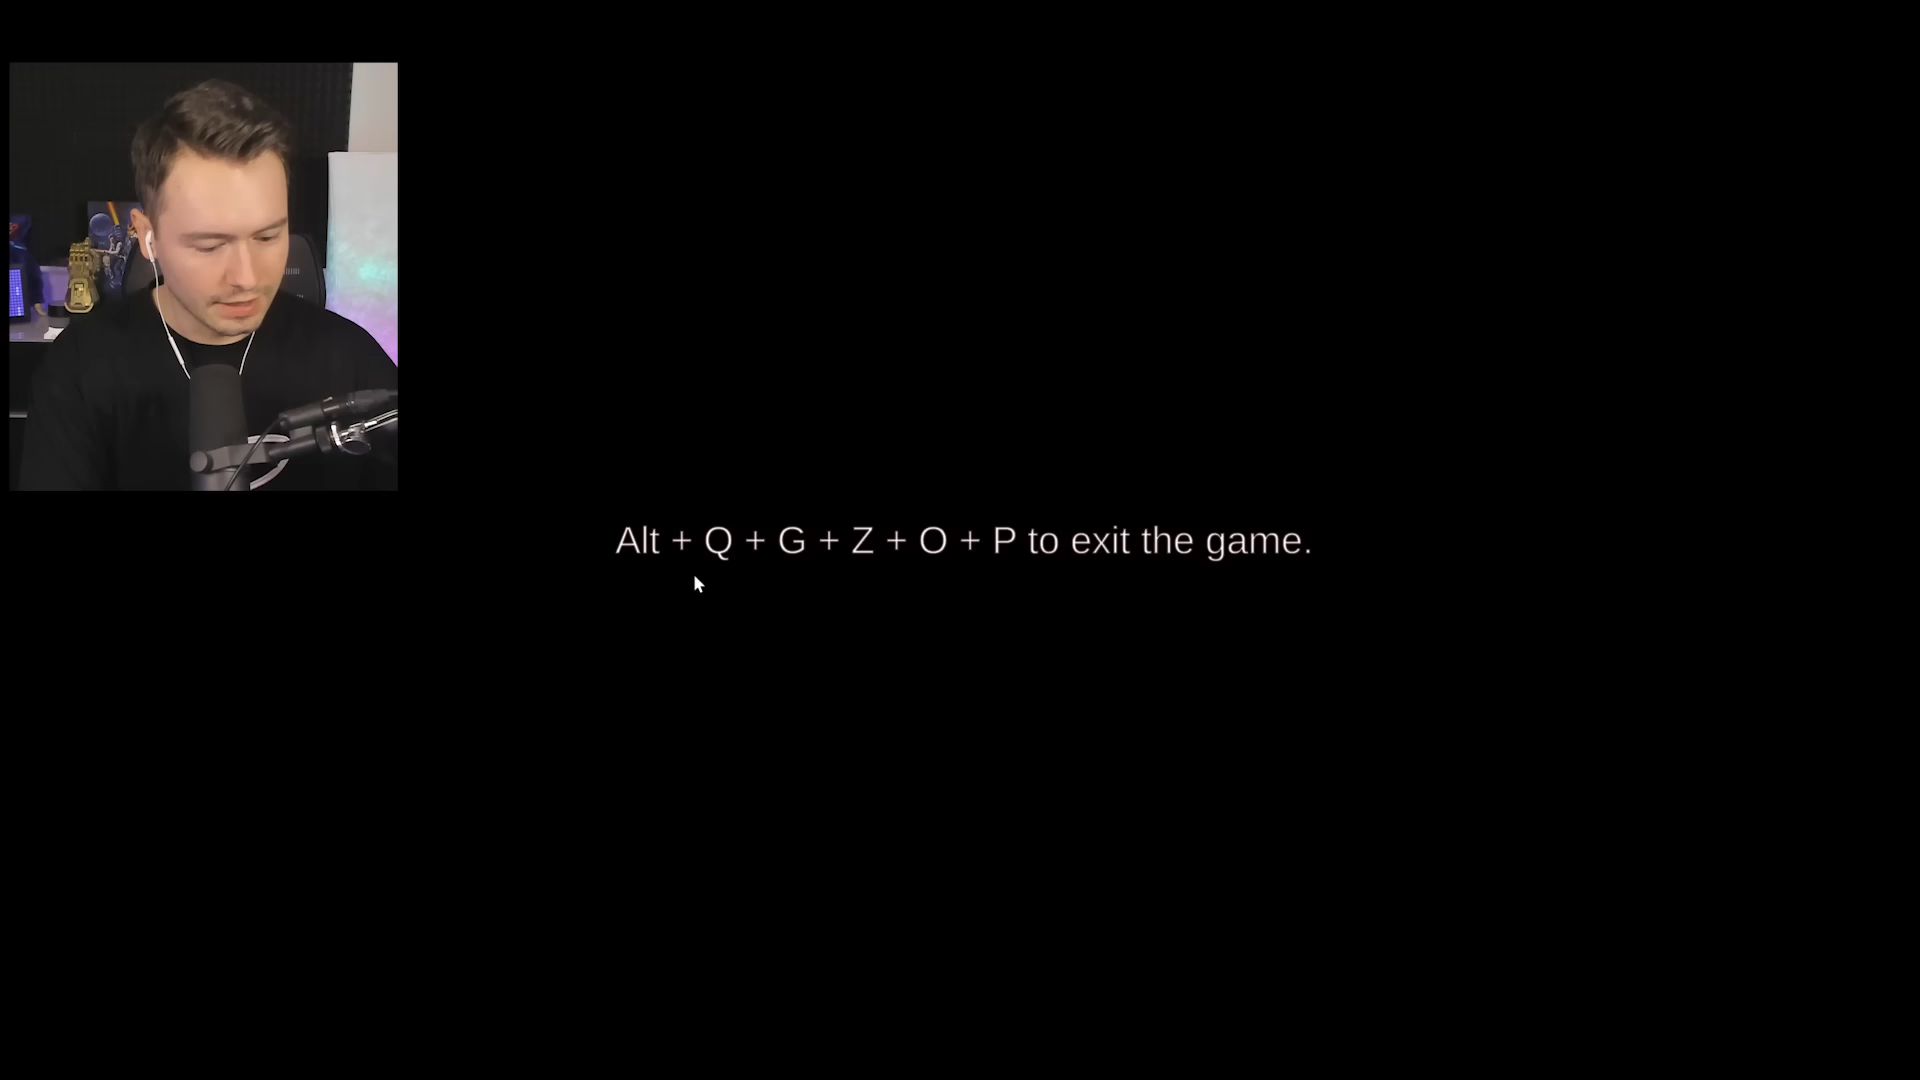 Alt + Q + G + Z + O + P to exit the game.